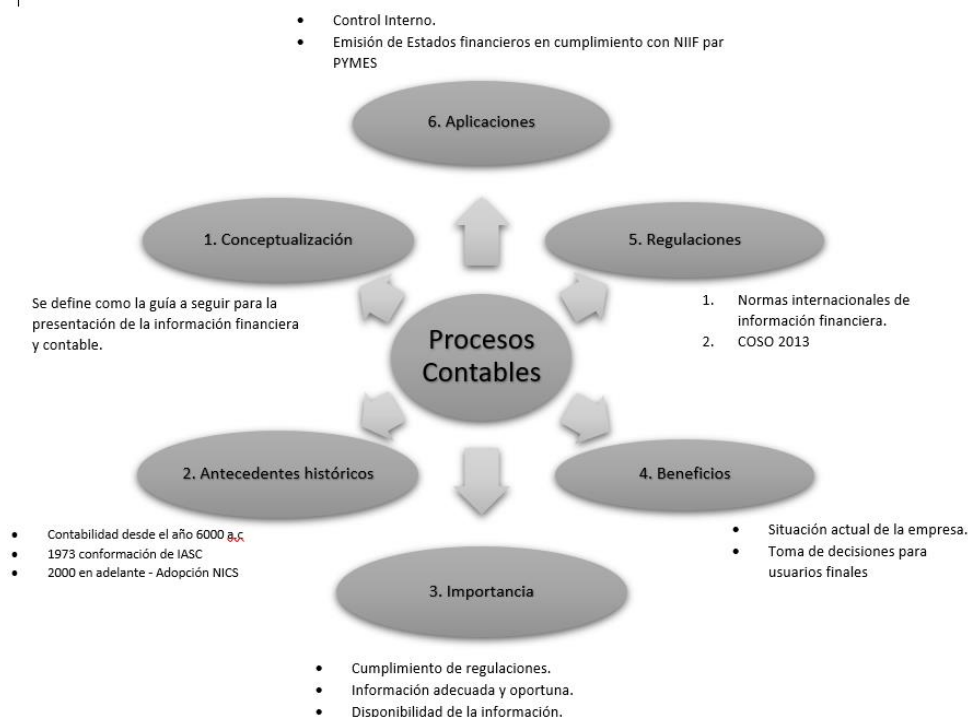 Control Interno.
Emisión de Estados financieros en cumplimiento con NIIF par
PYMES
6. Aplicaciones
1. Conceptualización
5. Regulaciones
Se define como la guía a seguir para la
presentación de la información financiera
y contable.
1. Normas internacionales de
información financiera.
2. COSO 2013
Procesos
Contables
2. Antecedentes históricos
4. Beneficios
Contabilidad desde el año 6000 a.c
1973 conformación de IASC
2000 en adelante - Adopción NICS
Situación actual de la empresa.
Toma de decisiones para
usuarios finales
3. Importancia
Cumplimiento de regulaciones.
Información adecuada y oportuna.
Disponibilidad de la información.